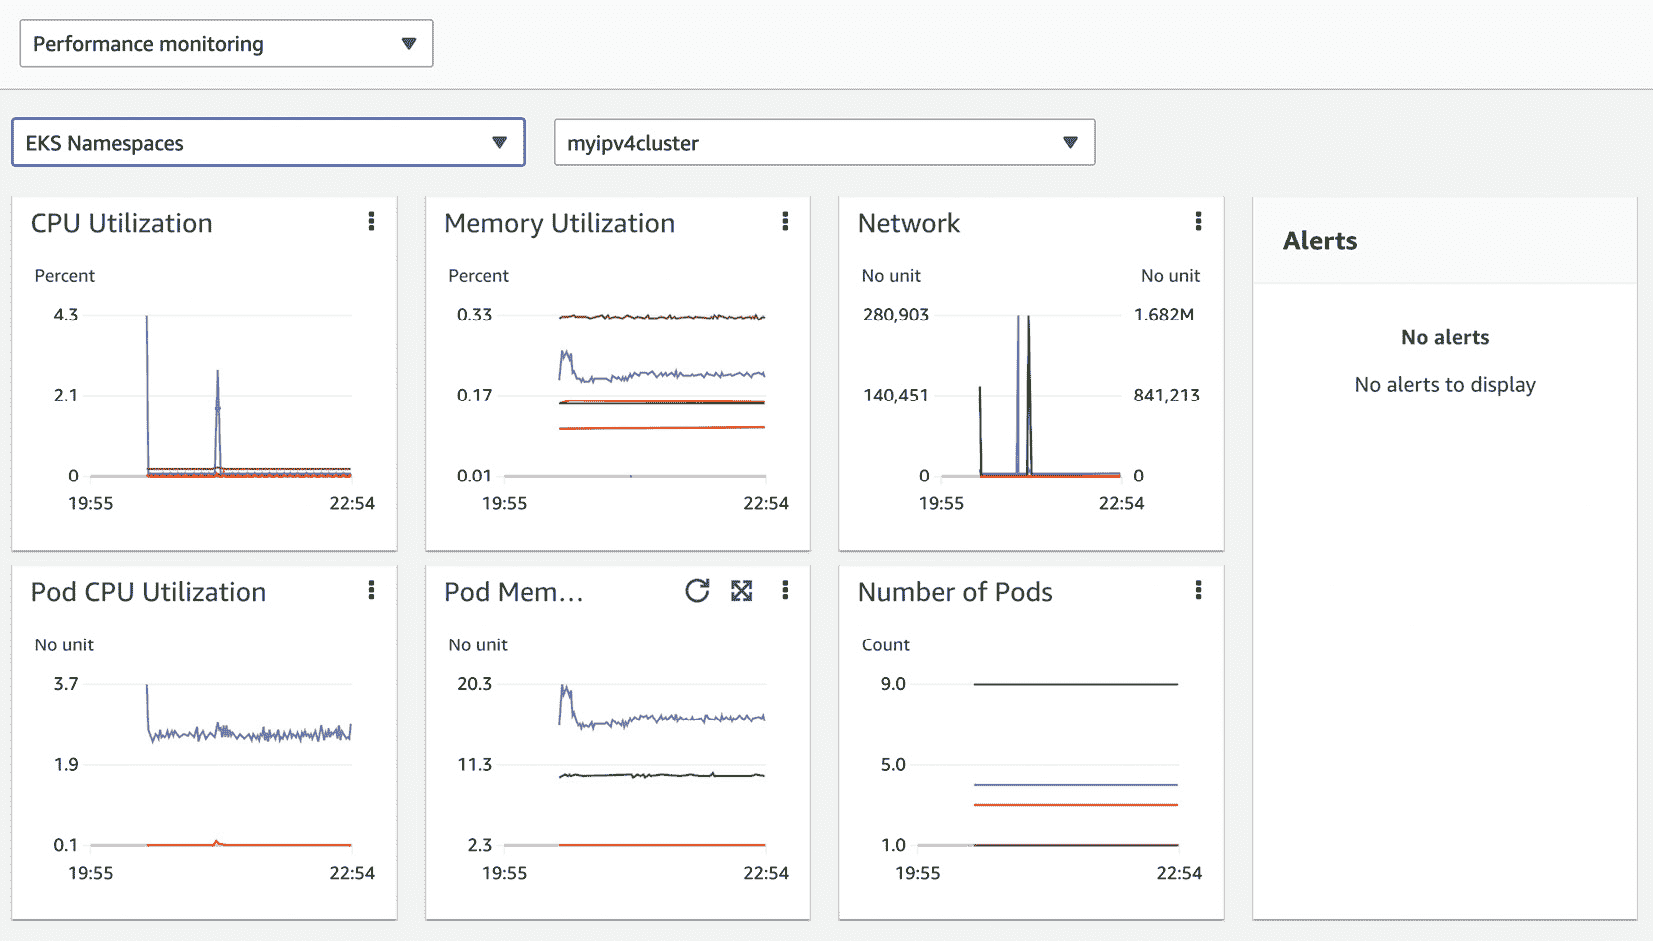 Performance monitoring
EKS Namespaces
myipv4cluster
CPU Utilization
Percent
4.3
2.1
0
19:55 22:54
Memory Utilization
Percent
0.33
0.17
0.01
19:55 22:54
Network
No unit No unit
280,903 1.682M
140,451 841,213
0 0
19:55 22:54
Alerts
No alerts
No alerts to display
Pod CPU Utilization
No unit
3.7
1.9
0.1
19:55 22:54
Pod Mem...
No unit
20.3
11.3
2.3
19:55 22:54
Number of Pods
Count
9.0
5.0
1.0
19:55 22:54